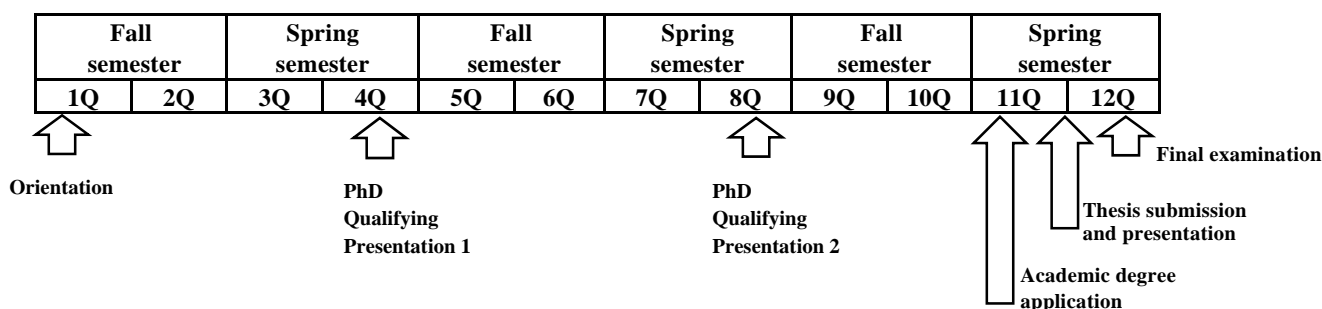 Fall semester Spring semester Fall semester Spring semester Fall semester Spring semester
1Q 2Q 3Q 4Q 5Q 6Q 7Q 8Q 9Q 10Q 11Q 12Q
Orientation
PhD
Qualifying
Presentation 1
PhD
Qualifying
Presentation 2
Final examination
Thesis submission
and presentation
Academic degree
application